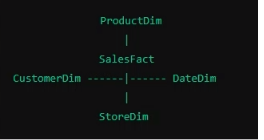 ProductDim
|
SalesFact
CustomerDim ------|------ DateDim
|
StoreDim